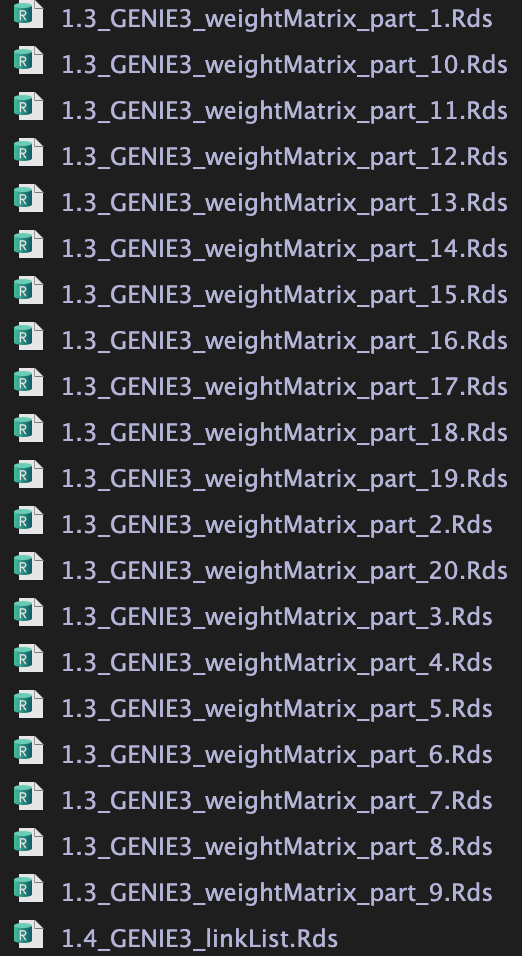 1.3_GENIE3_weightMatrix_part_1.Rds
1.3_GENIE3_weightMatrix_part_10.Rds
1.3_GENIE3_weightMatrix_part_11.Rds
1.3_GENIE3_weightMatrix_part_12.Rds
1.3_GENIE3_weightMatrix_part_13.Rds
1.3_GENIE3_weightMatrix_part_14.Rds
1.3_GENIE3_weightMatrix_part_15.Rds
1.3_GENIE3_weightMatrix_part_16.Rds
1.3_GENIE3_weightMatrix_part_17.Rds
1.3_GENIE3_weightMatrix_part_18.Rds
1.3_GENIE3_weightMatrix_part_19.Rds
1.3_GENIE3_weightMatrix_part_2.Rds
1.3_GENIE3_weightMatrix_part_20.Rds
1.3_GENIE3_weightMatrix_part_3.Rds
1.3_GENIE3_weightMatrix_part_4.Rds
1.3_GENIE3_weightMatrix_part_5.Rds
1.3_GENIE3_weightMatrix_part_6.Rds
1.3_GENIE3_weightMatrix_part_7.Rds
1.3_GENIE3_weightMatrix_part_8.Rds
1.3_GENIE3_weightMatrix_part_9.Rds
1.4_GENIE3_linkList.Rds